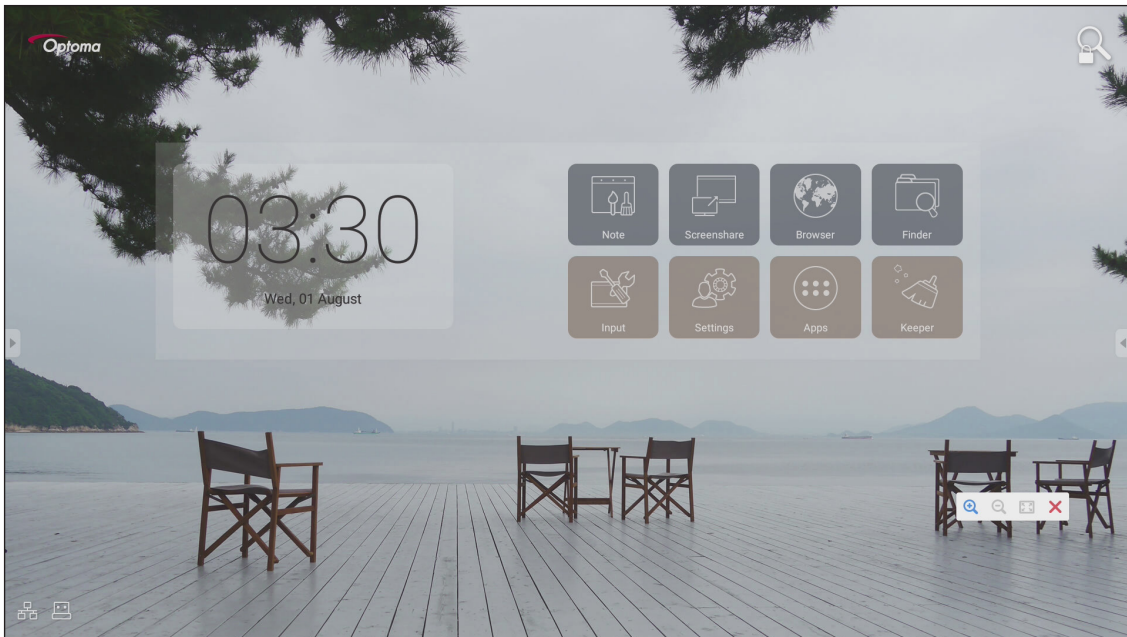 Optoma
03:30
Wed, 01 August
Note
Screenshare
Browser
Finder
Input
Settings
Apps
Keeper